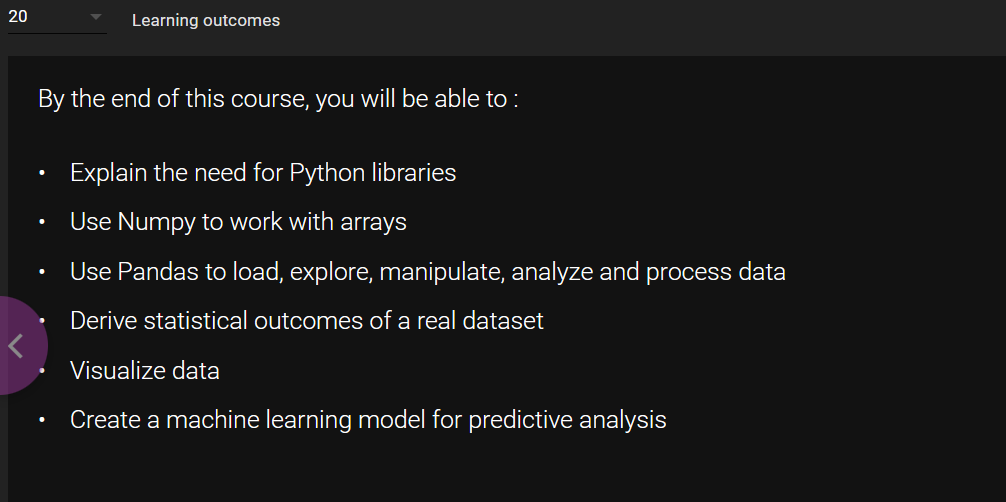 20
Learning outcomes
By the end of this course, you will be able to :
• Explain the need for Python libraries
• Use Numpy to work with arrays
• Use Pandas to load, explore, manipulate, analyze and process data
• Derive statistical outcomes of a real dataset
• Visualize data
• Create a machine learning model for predictive analysis